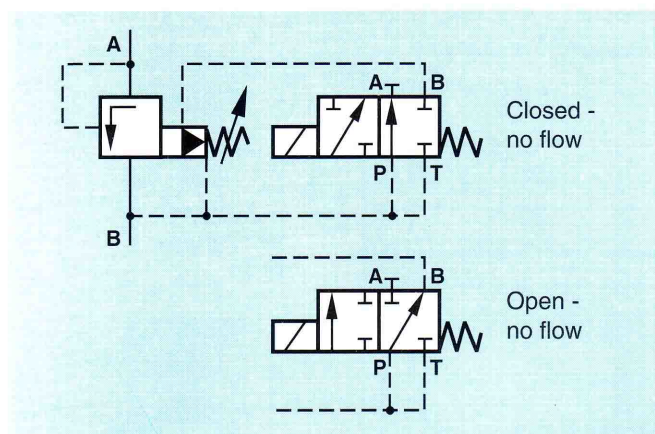 A
A B
Closed -
no flow
P T
B
A B
Open -
no flow
P T